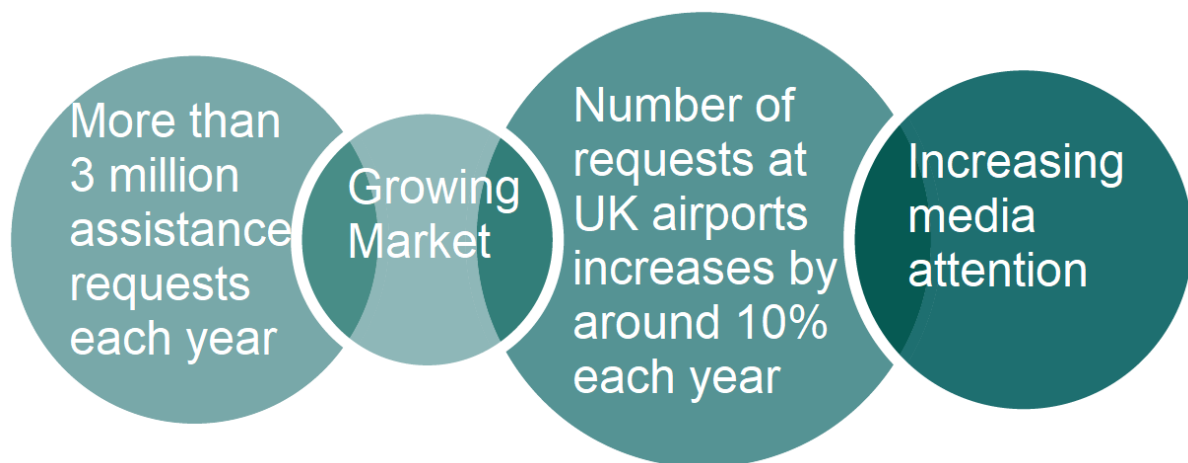 More than
3 million
assistance
requests
each year
Growing
Market
Number of
requests at
UK airports
increases by
around 10%
each year
Increasing
media
attention